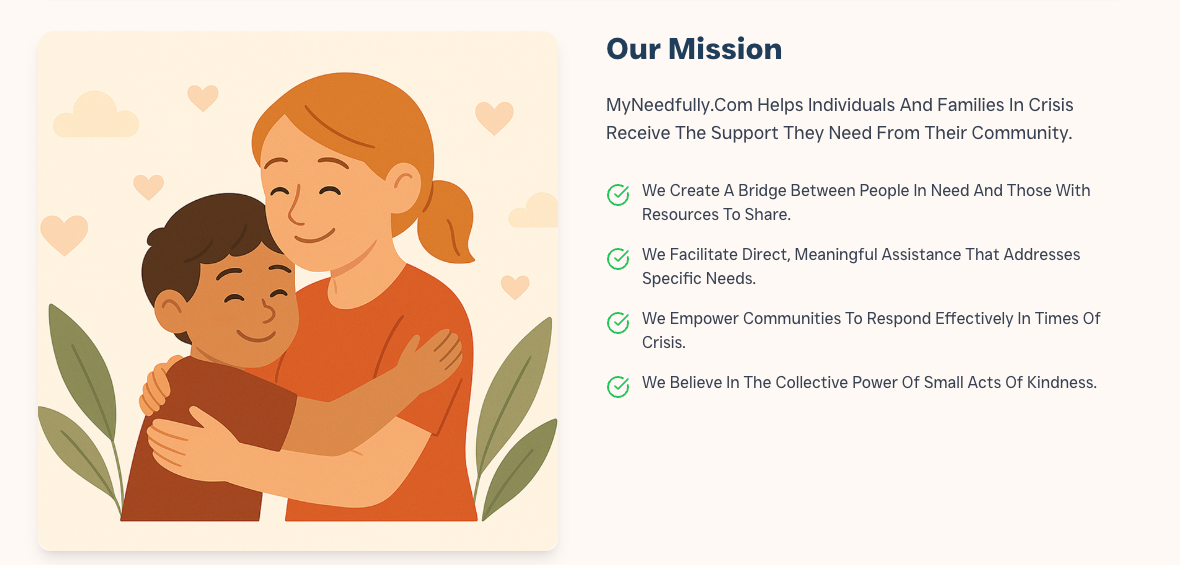 Our Mission
MyNeedfully.Com Helps Individuals And Families In Crisis
Receive The Support They Need From Their Community.
We Create A Bridge Between People In Need And Those With
Resources To Share.
We Facilitate Direct, Meaningful Assistance That Addresses
Specific Needs.
We Empower Communities To Respond Effectively In Times Of
Crisis.
We Believe In The Collective Power Of Small Acts Of Kindness.